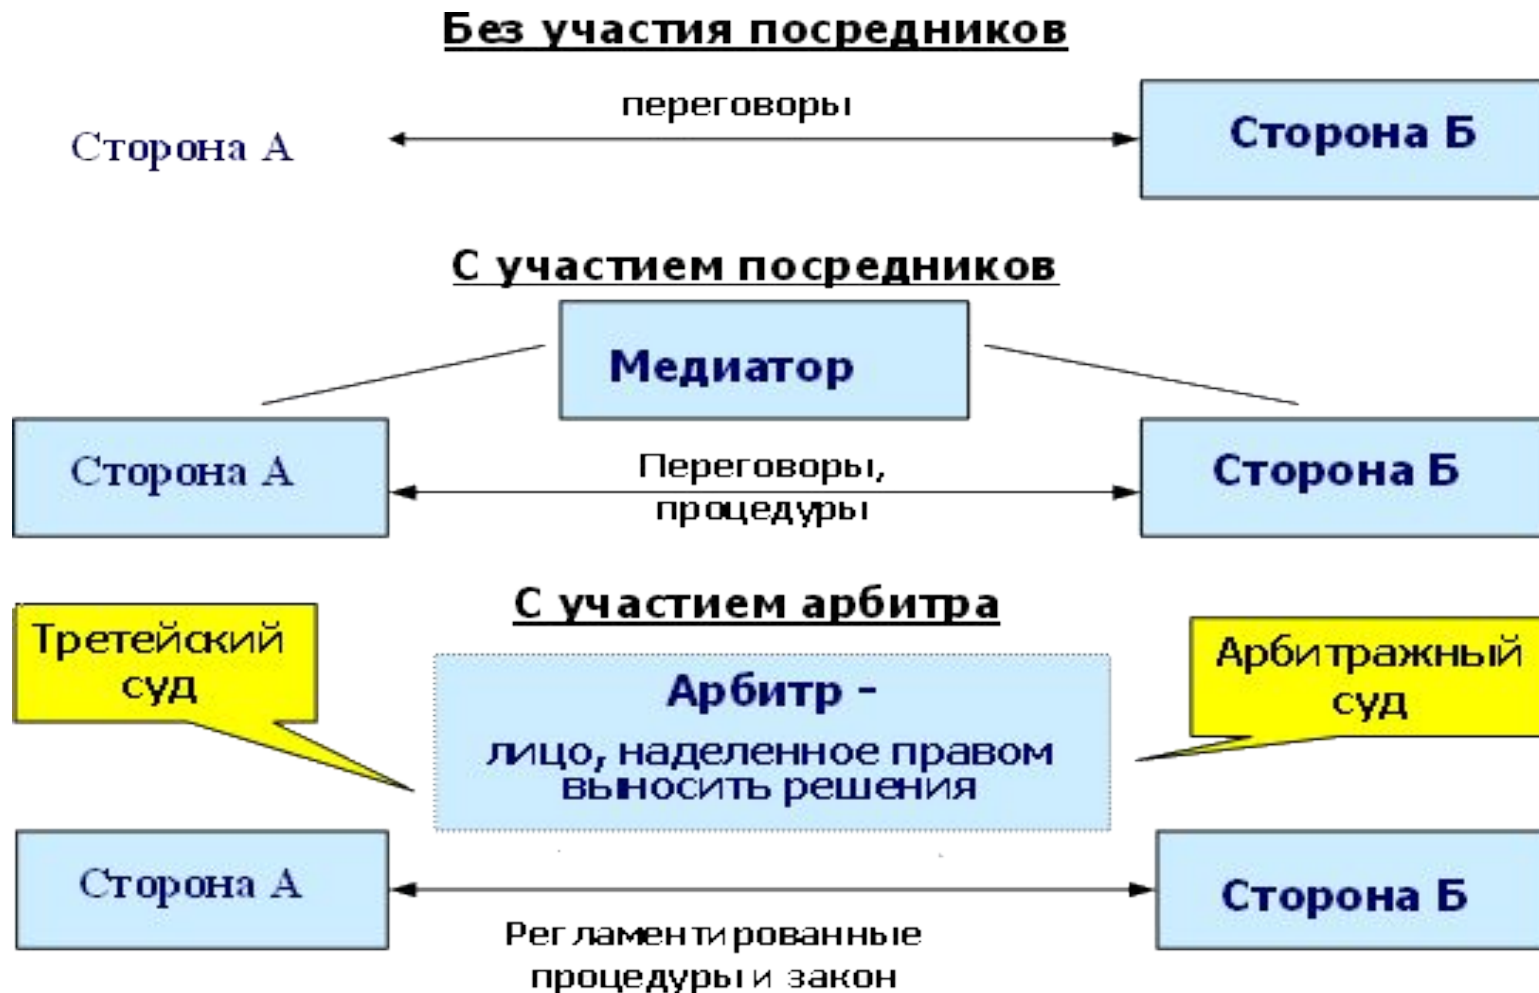 Без участия посредников
переговоры
Сторона А
Сторона Б
С участием посредников
Медиатор
Сторона А
Переговоры,
процедуры
Сторона Б
С участием арбитра
Третейский
суд
Арбитр -
лицо, наделенное правом
выносить решения
Арбитражный
суд
Сторона А
Сторона Б
Регламентированные
процедуры и закон